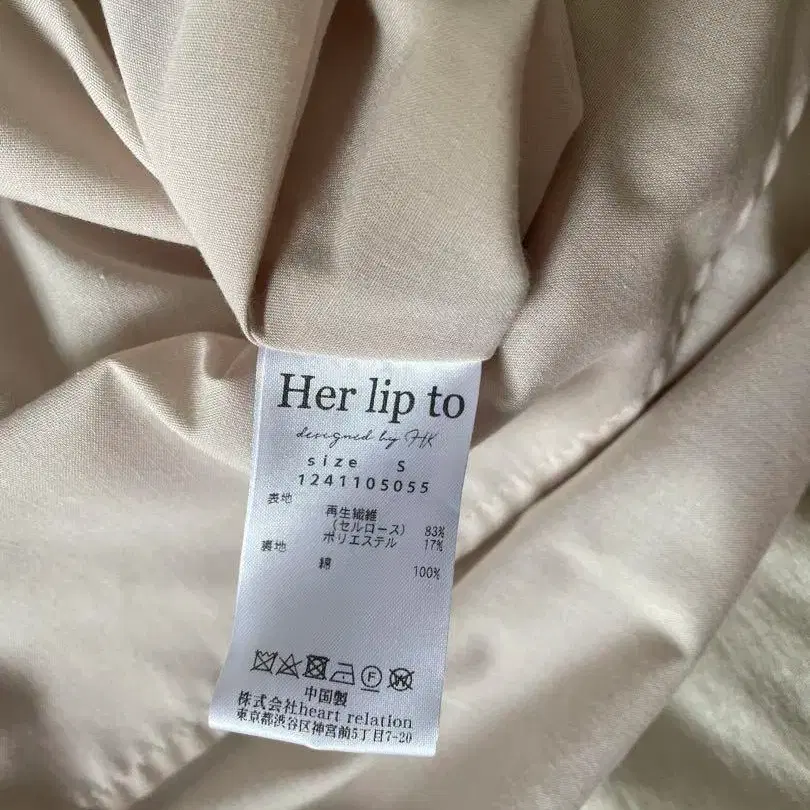 Her lip to
designed by HK
size S
1241105055
表地
再生繊維
(セルロース) 83%
ポリエステル 17%
裏地
綿 100%
F W
中国製
株式会社heart relation
東京都渋谷区神宮前5丁目7-20